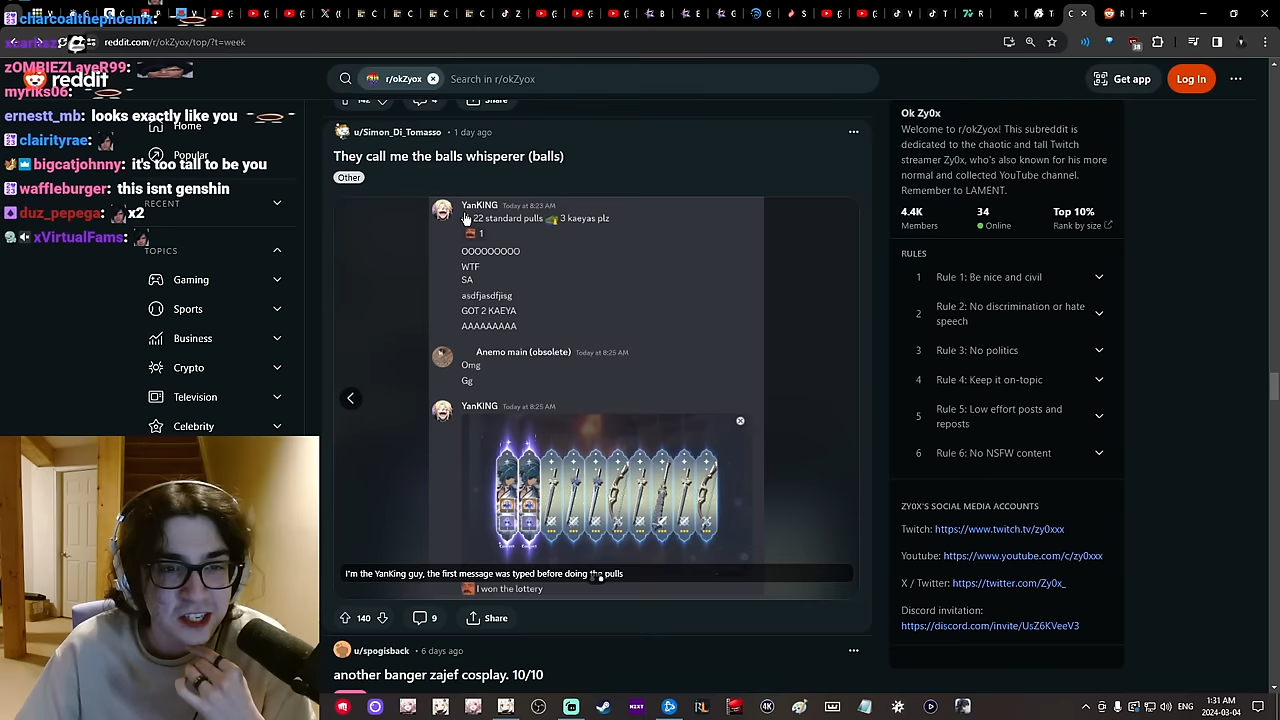 charcoalthephoenix:
reddit.com/r/okZyox/top/?t=week
zOMBIEZLayeR99:
reddit
r/okZyox
Search in r/okZyox
Get app
Log In
myriks06:
ernestt_mb: looks exactly like you
Home
clairityrae:
Popular
bigcatjohnny: it's too tall to be you
waffleburger: this isnt genshin
RECENT
duz_pepega: x2
xVirtualFams:
TOPICS
Gaming
Sports
Business
Crypto
Television
Celebrity
142
4
Share
u/Simon_Di_Tomasso • 1 day ago
They call me the balls whisperer (balls)
Other
YanKING Today at 8:23 AM
22 standard pulls 3 kaeyas plz
1
OOOOOOOOO
WTF
SA
asdfjasdfjisg
GOT 2 KAEYA
AAAAAAAAA
Anemo main (obsolete) Today at 8:25 AM
Omg
Gg
YanKING Today at 8:25 AM
I'm the YanKing guy, the first message was typed before doing the pulls
I won the lottery
140
9
Share
u/spogisback • 6 days ago
another banger zajef cosplay. 10/10
Ok Zy0x
Welcome to r/okZyox! This subreddit is
dedicated to the chaotic and tall Twitch
streamer Zy0x, who's also known for his more
normal and collected YouTube channel.
Remember to LAMENT.
4.4K
Members
34
Online
Top 10%
Rank by size
RULES
1 Rule 1: Be nice and civil
2 Rule 2: No discrimination or hate
speech
3 Rule 3: No politics
4 Rule 4: Keep it on-topic
5 Rule 5: Low effort posts and
reposts
6 Rule 6: No NSFW content
ZY0X'S SOCIAL MEDIA ACCOUNTS
Twitch: https://www.twitch.tv/zy0xxx
Youtube: https://www.youtube.com/c/zy0xxx
X / Twitter: https://twitter.com/Zy0x_
Discord invitation:
https://discord.com/invite/UsZ6KVeeV3
ENG
1:31 AM
2024-03-04